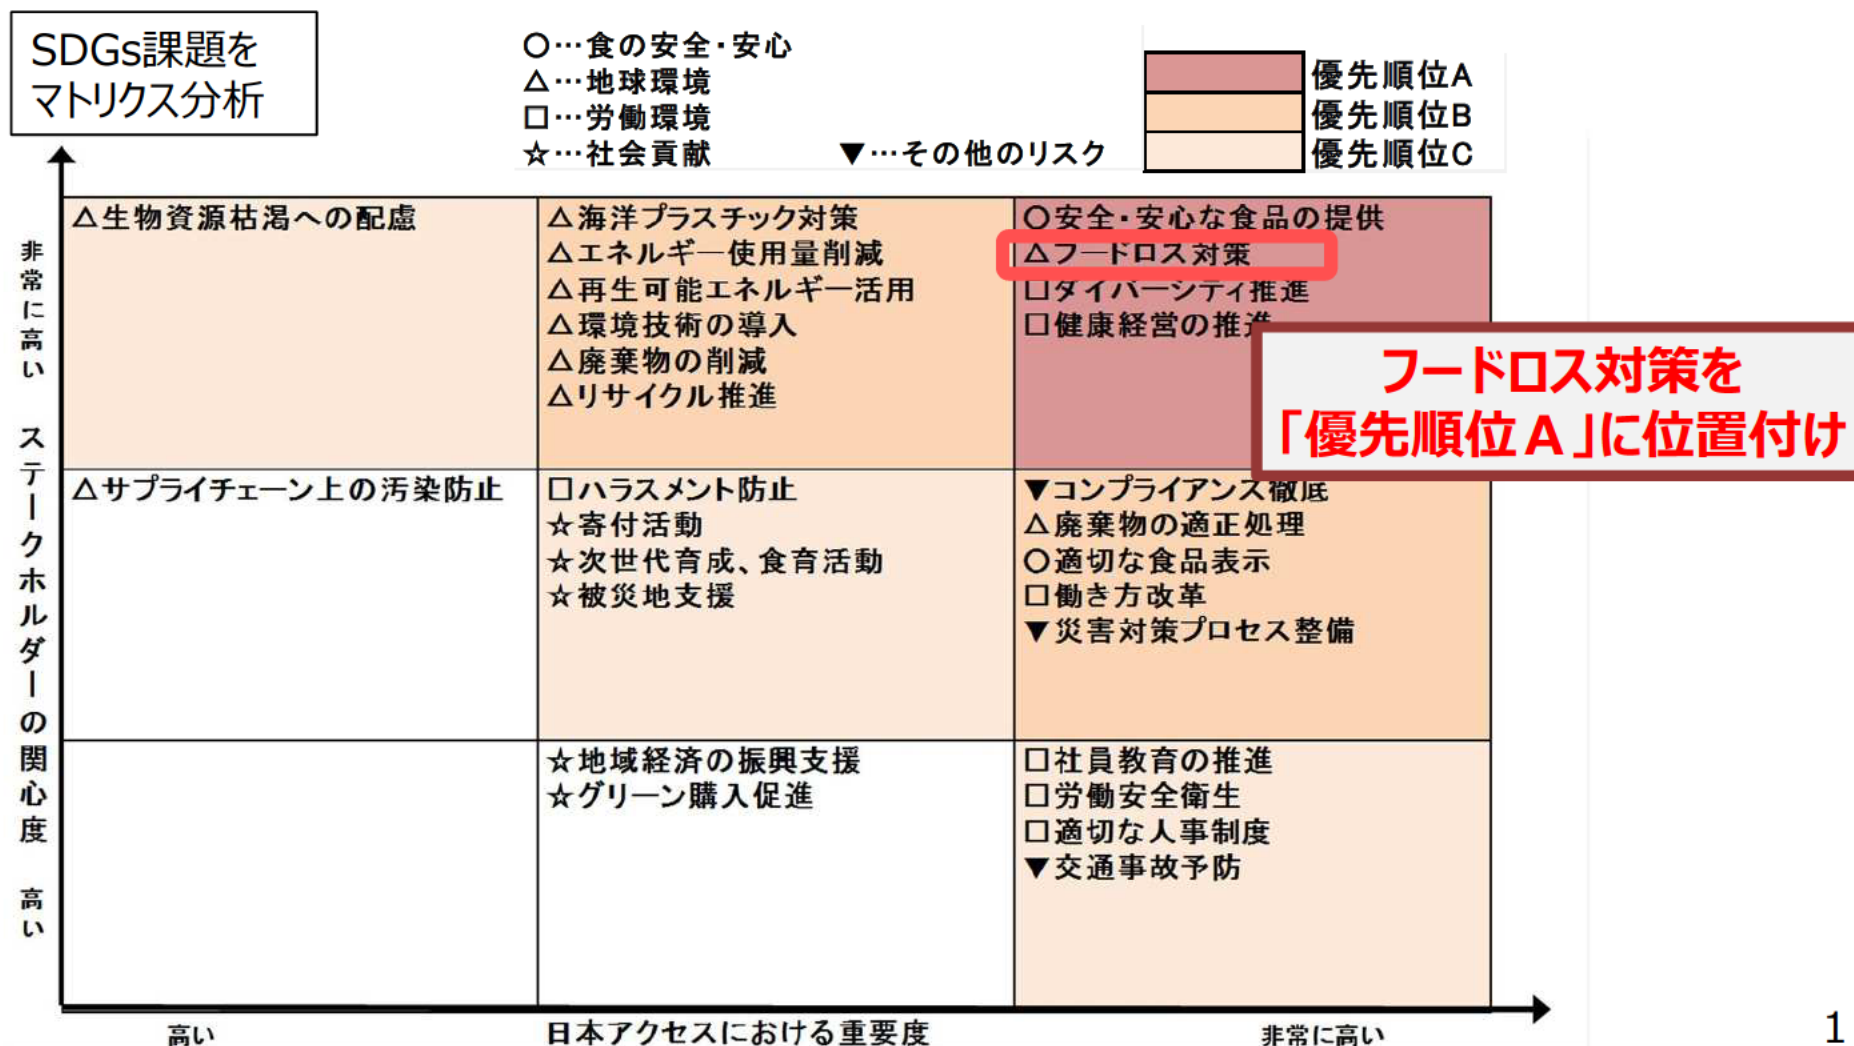 SDGs課題を
マトリクス分析
○…食の安全・安心
△…地球環境
□…労働環境
☆…社会貢献
▼…その他のリスク
優先順位A
優先順位B
優先順位C
非常に高い
ステークホルダーの関心度
高い
△生物資源枯渇への配慮
△海洋プラスチック対策
△エネルギー使用量削減
△再生可能エネルギー活用
△環境技術の導入
△廃棄物の削減
△リサイクル推進
○安全・安心な食品の提供
△フードロス対策
□ダイバーシティ推進
□健康経営の推進
フードロス対策を
「優先順位A」に位置付け
△サプライチェーン上の汚染防止
□ハラスメント防止
☆寄付活動
☆次世代育成、食育活動
☆被災地支援
▼コンプライアンス徹底
△廃棄物の適正処理
○適切な食品表示
□働き方改革
▼災害対策プロセス整備
☆地域経済の振興支援
☆グリーン購入促進
□社員教育の推進
□労働安全衛生
□適切な人事制度
▼交通事故予防
高い
日本アクセスにおける重要度
非常に高い
1